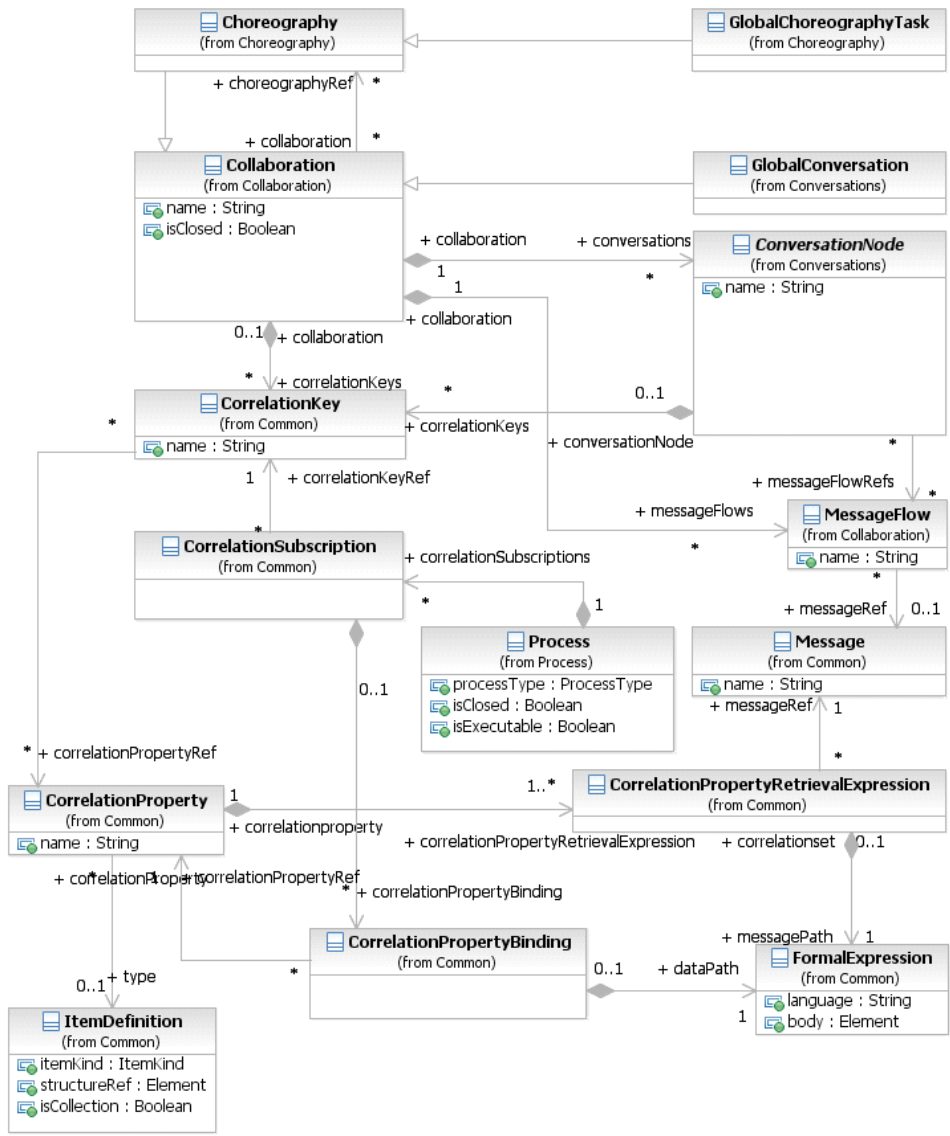 Choreography
(from Choreography)
GlobalChoreographyTask
(from Choreography)
+ choreographyRef
*
+ collaboration
*
Collaboration
(from Collaboration)
name : String
isClosed : Boolean
GlobalConversation
(from Conversations)
+ collaboration
+ conversations
1
*
ConversationNode
(from Conversations)
name : String
1
+ collaboration
0..1
+ collaboration
*
+ correlationKeys
CorrelationKey
(from Common)
name : String
*
0..1
+ correlationKeys
+ conversationNode
*
1
+ correlationKeyRef
*
*
+ messageFlowRefs
*
+ messageFlows
*
MessageFlow
(from Collaboration)
name : String
CorrelationSubscription
(from Common)
+ correlationSubscriptions
*
1
*
+ messageRef
0..1
Process
(from Process)
processType : ProcessType
isClosed : Boolean
isExecutable : Boolean
Message
(from Common)
name : String
+ messageRef
1
*
0..1
* + correlationPropertyRef
CorrelationProperty
(from Common)
name : String
1
+ correlationproperty
1..*
+ correlationPropertyRetrievalExpression
CorrelationPropertyRetrievalExpression
(from Common)
+ correlationset
0..1
*
+ correlationProperty
1
+ correlationPropertyRef
* + correlationPropertyBinding
+ messagePath
1
CorrelationPropertyBinding
(from Common)
*
0..1
+ dataPath
1
FormalExpression
(from Common)
language : String
body : Element
+ type
0..1
ItemDefinition
(from Common)
itemKind : ItemKind
structureRef : Element
isCollection : Boolean